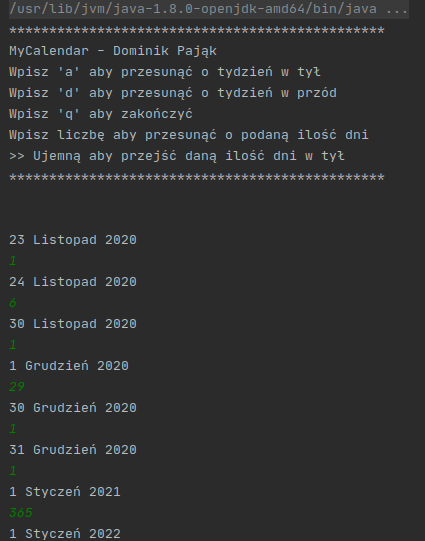 /usr/lib/jvm/java-1.8.0-openjdk-amd64/bin/java ...
***********************************************
MyCalendar - Dominik Pająk
Wpisz 'a' aby przesunąć o tydzień w tył
Wpisz 'd' aby przesunąć o tydzień w przód
Wpisz 'q' aby zakończyć
Wpisz liczbę aby przesunąć o podaną ilość dni
>> Ujemną aby przejść daną ilość dni w tył
***********************************************
23 Listopad 2020
1
24 Listopad 2020
6
30 Listopad 2020
1
1 Grudzień 2020
29
30 Grudzień 2020
1
31 Grudzień 2020
1
1 Styczeń 2021
365
1 Styczeń 2022